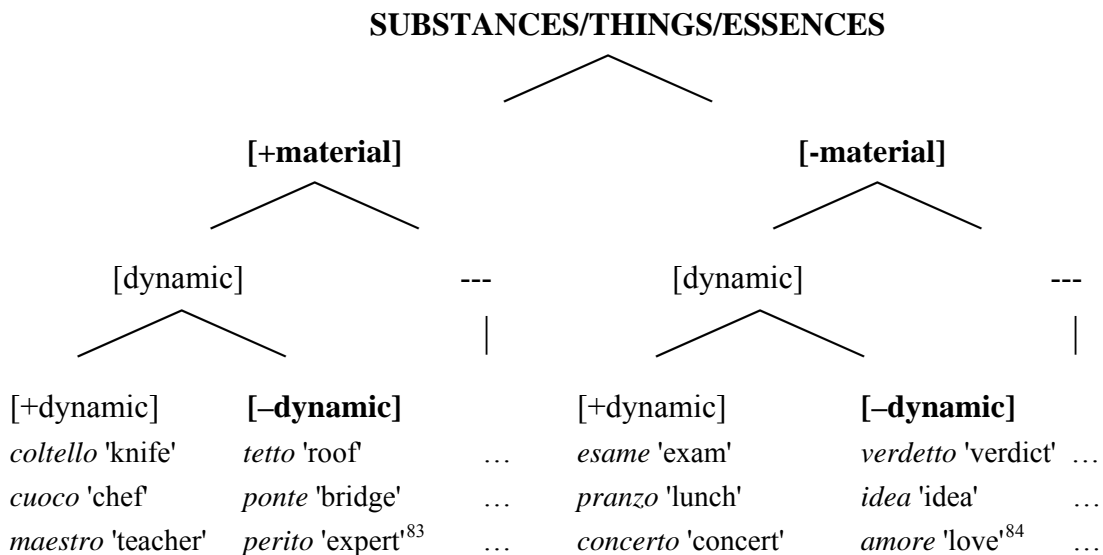 SUBSTANCES/THINGS/ESSENCES
[+material] [-material]
[dynamic] --- [dynamic] ---
[+dynamic] [–dynamic] [+dynamic] [–dynamic]
coltello 'knife' tetto 'roof' … esame 'exam' verdetto 'verdict' …
cuoco 'chef' ponte 'bridge' … pranzo 'lunch' idea 'idea' …
maestro 'teacher' perito 'expert'83 … concerto 'concert' amore 'love'84 …